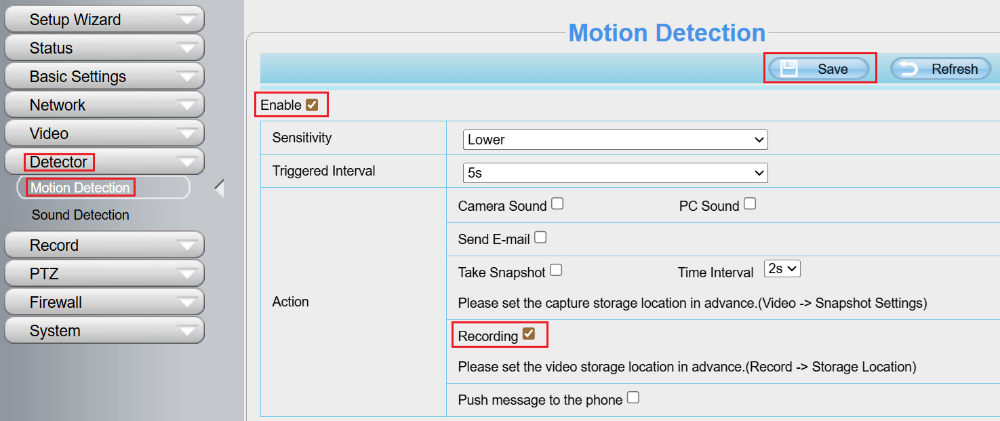 Setup Wizard
Status
Basic Settings
Network
Video
Detector
Motion Detection
Sound Detection
Record
PTZ
Firewall
System
Motion Detection
Save Refresh
Enable
Sensitivity Lower
Triggered Interval 5s
Action
Camera Sound PC Sound
Send E-mail
Take Snapshot Time Interval 2s
Please set the capture storage location in advance.(Video -> Snapshot Settings)
Recording
Please set the video storage location in advance.(Record -> Storage Location)
Push message to the phone